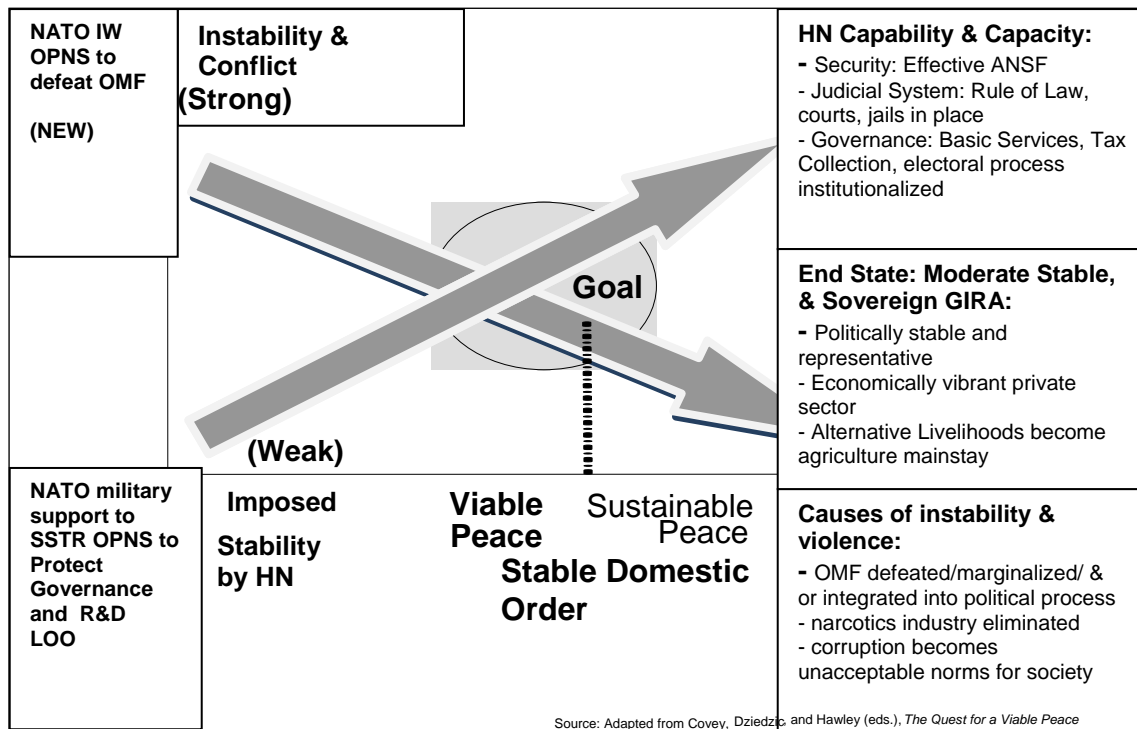 NATO IW
OPNS to
defeat OMF
(NEW)
Instability &
Conflict
(Strong)
HN Capability & Capacity:
- Security: Effective ANSF
- Judicial System: Rule of Law,
courts, jails in place
- Governance: Basic Services, Tax
Collection, electoral process
institutionalized
Goal
End State: Moderate Stable,
& Sovereign GIRA:
- Politically stable and
representative
- Economically vibrant private
sector
- Alternative Livelihoods become
agriculture mainstay
(Weak)
NATO military
support to
SSTR OPNS to
Protect
Governance
and R&D
LOO
Imposed
Stability
by HN
Viable
Peace
Sustainable
Peace
Stable Domestic
Order
Causes of instability &
violence:
- OMF defeated/marginalized/ &
or integrated into political process
- narcotics industry eliminated
- corruption becomes
unacceptable norms for society
Source: Adapted from Covey, Dziedzic, and Hawley (eds.), The Quest for a Viable Peace